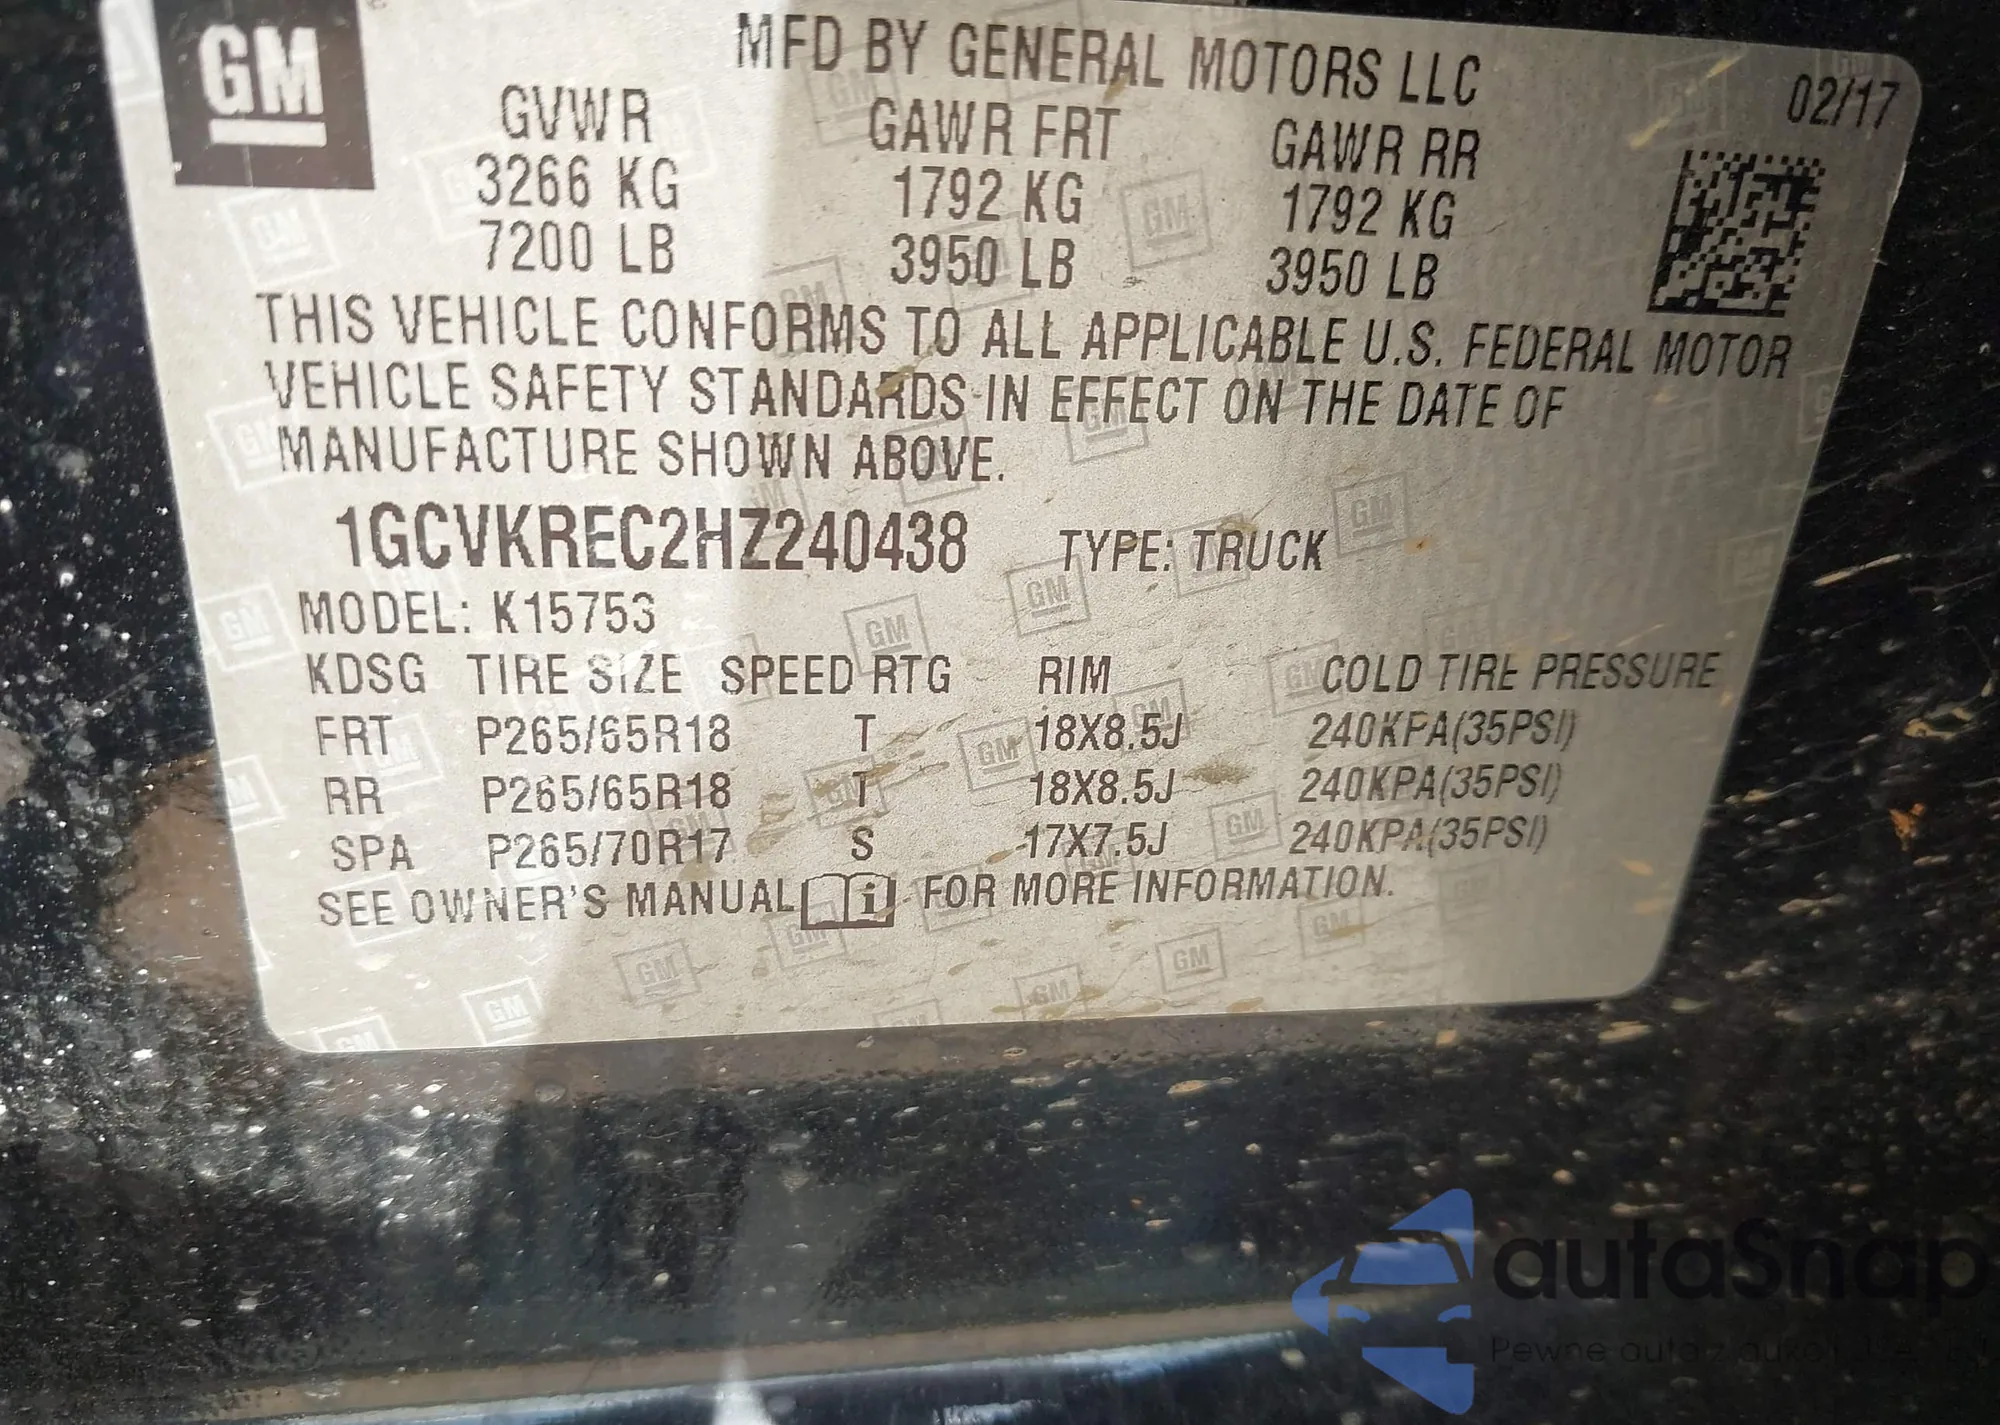 GM
MFD BY GENERAL MOTORS LLC
02/17
GVWR GAWR FRT GAWR RR
3266 KG 1792 KG 1792 KG
7200 LB 3950 LB 3950 LB
THIS VEHICLE CONFORMS TO ALL APPLICABLE U.S. FEDERAL MOTOR
VEHICLE SAFETY STANDARDS IN EFFECT ON THE DATE OF
MANUFACTURE SHOWN ABOVE.
1GCVKREC2HZ240438 TYPE: TRUCK
MODEL: K15753
KDSG TIRE SIZE SPEED RTG RIM COLD TIRE PRESSURE
FRT P265/65R18 T 18X8.5J 240KPA(35PSI)
RR P265/65R18 T 18X8.5J 240KPA(35PSI)
SPA P265/70R17 S 17X7.5J 240KPA(35PSI)
SEE OWNER'S MANUAL i FOR MORE INFORMATION.
autaSnap
Pewne auta z